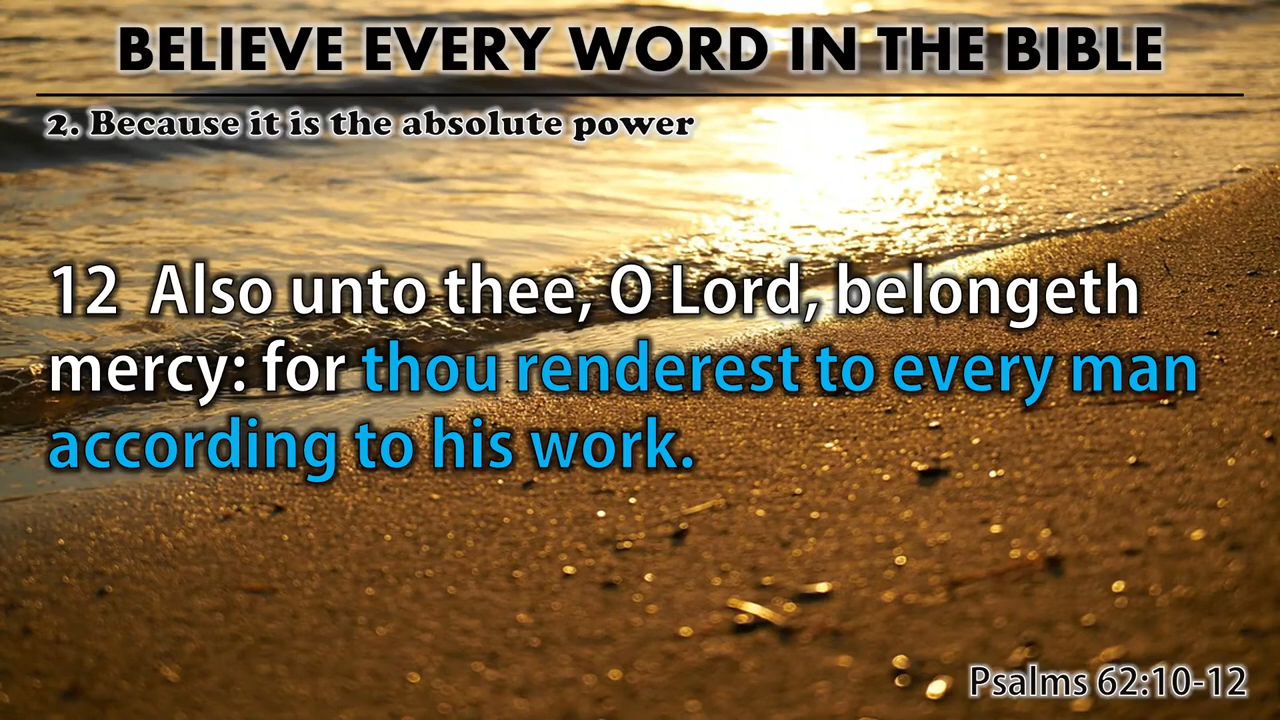 BELIEVE EVERY WORD IN THE BIBLE
2. Because it is the absolute power
12 Also unto thee, O Lord, belongeth
mercy: for thou renderest to every man
according to his work.
Psalms 62:10-12